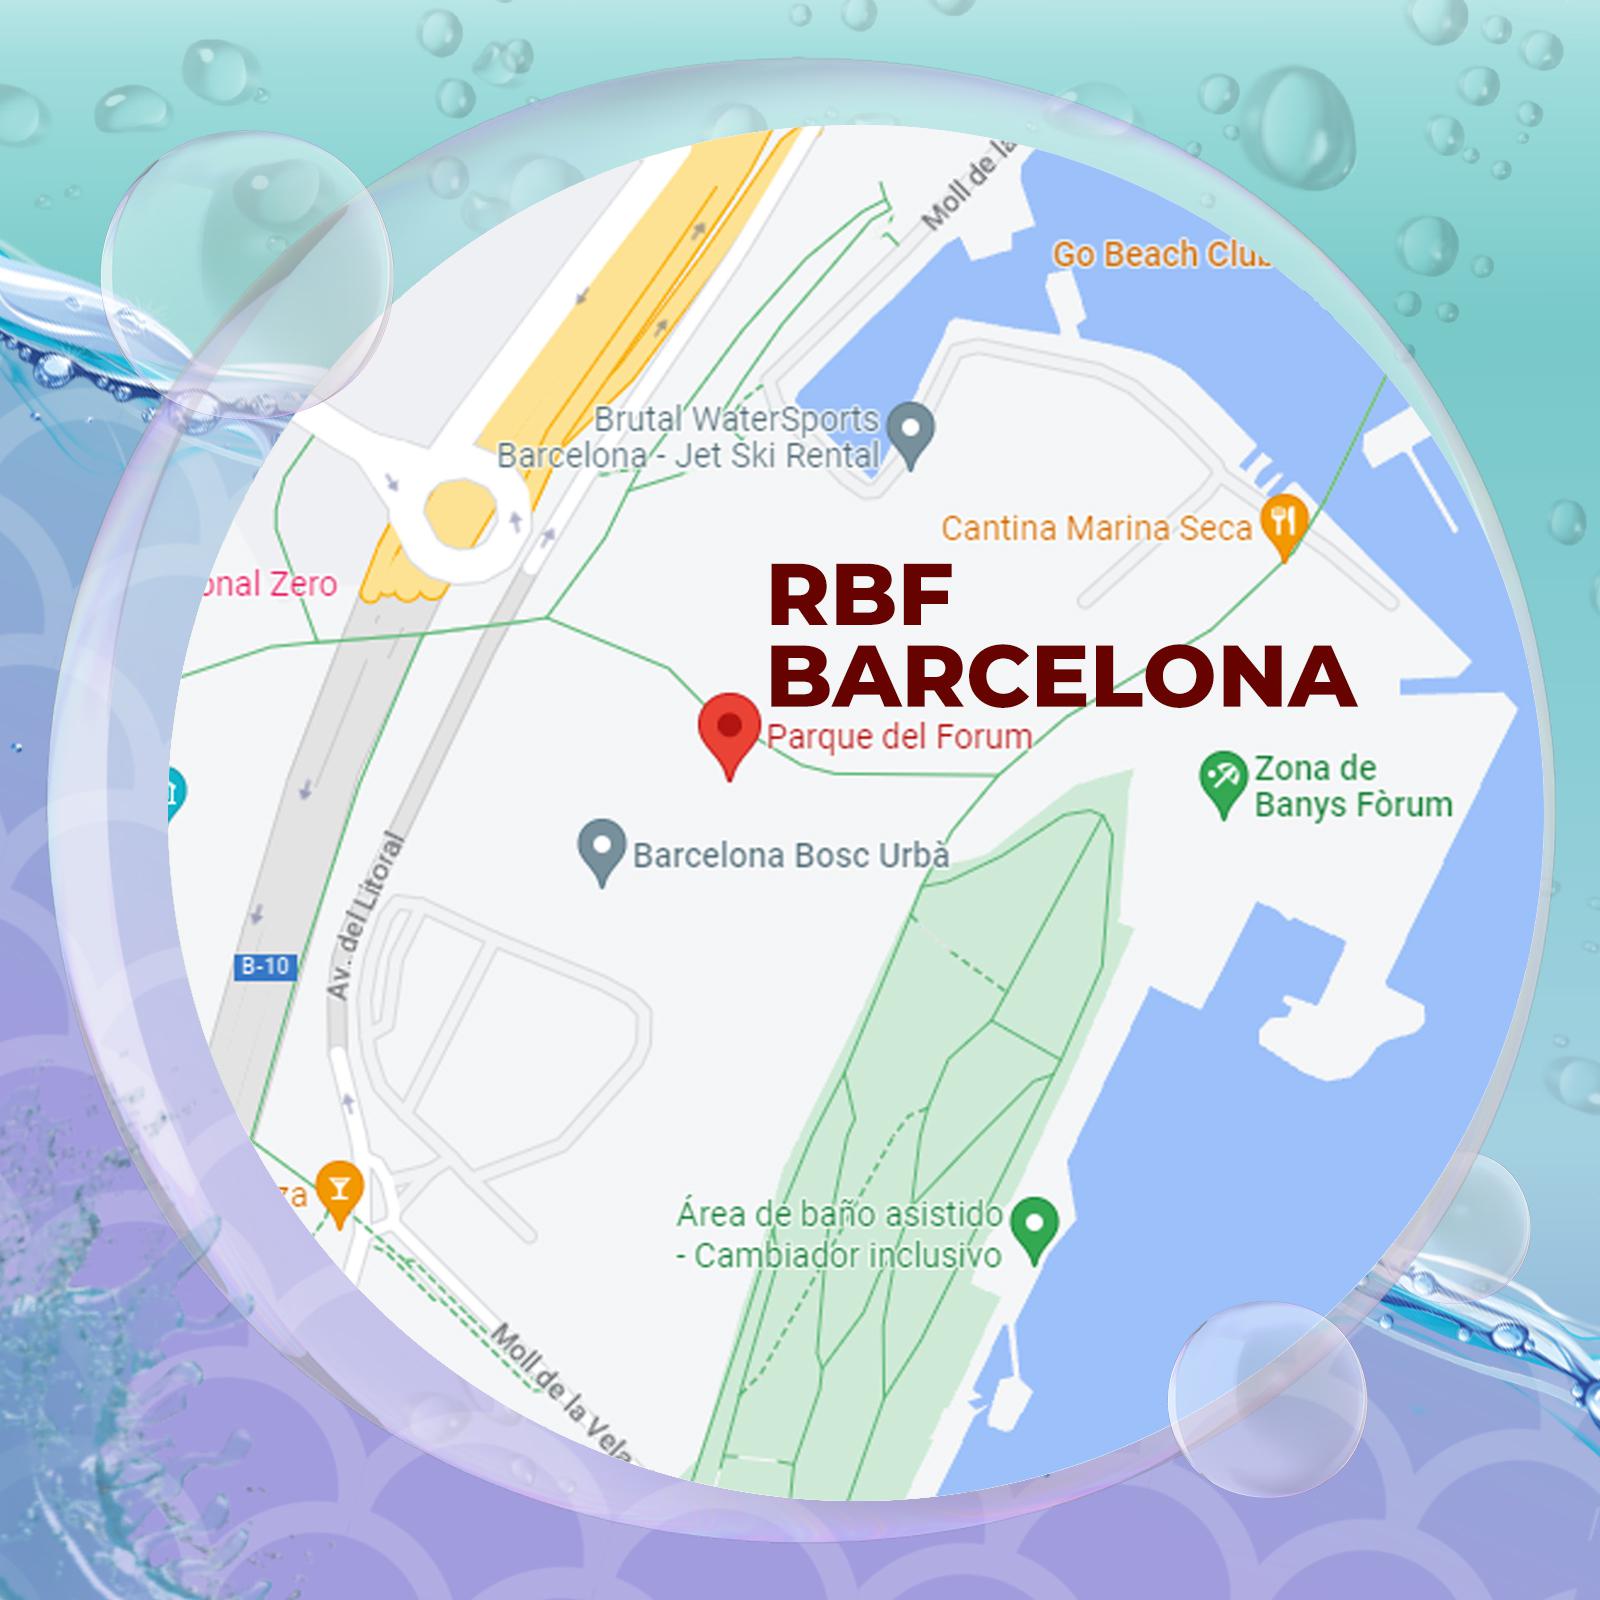 Moll de la
Go Beach Club
Brutal WaterSports
Barcelona - Jet Ski Rental
Cantina Marina Seca
onal Zero
RBF
BARCELONA
Parque del Forum
Zona de
Banys Fòrum
Barcelona Bosc Urbà
Av. del Litoral
B-10
za
Área de baño asistido
- Cambiador inclusivo
Moll de la Vela